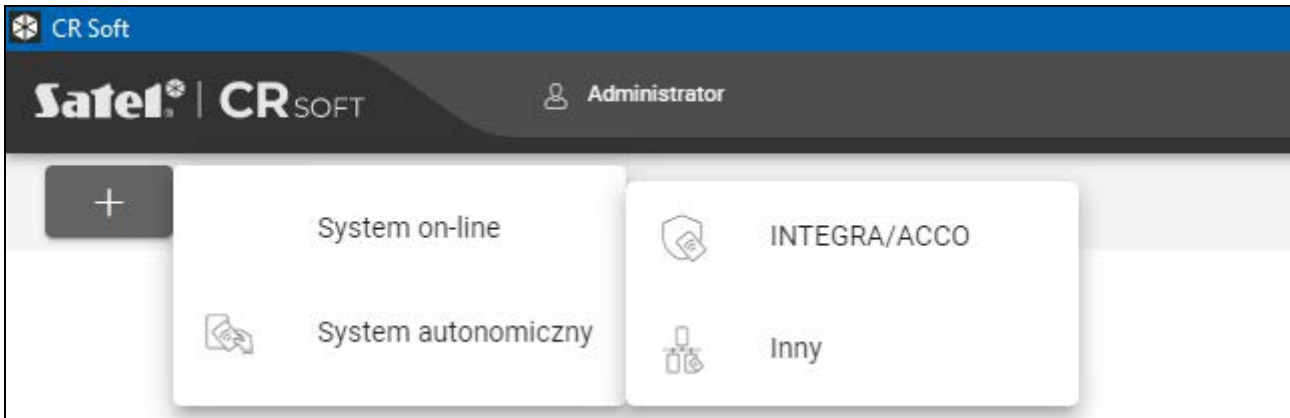 CR Soft
Satel® | CR SOFT
Administrator
+
System on-line
INTEGRA/ACCO
System autonomiczny
Inny